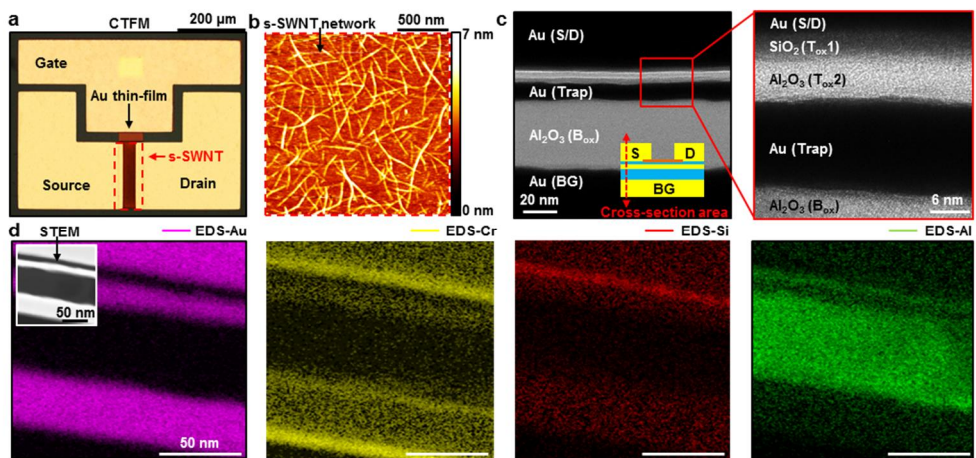 a
CTFM
200 µm
Gate
Au thin-film
s-SWNT
Source
Drain
b
s-SWNT network
500 nm
7 nm
0 nm
c
Au (S/D)
Au (Trap)
Al₂O₃ (Bₒₓ)
S
D
BG
Au (BG)
20 nm
Cross-section area
Au (S/D)
SiO₂ (Tₒₓ1)
Al₂O₃ (Tₒₓ2)
Au (Trap)
Al₂O₃ (Bₒₓ)
6 nm
d
STEM
50 nm
EDS-Au
50 nm
EDS-Cr
EDS-Si
EDS-Al